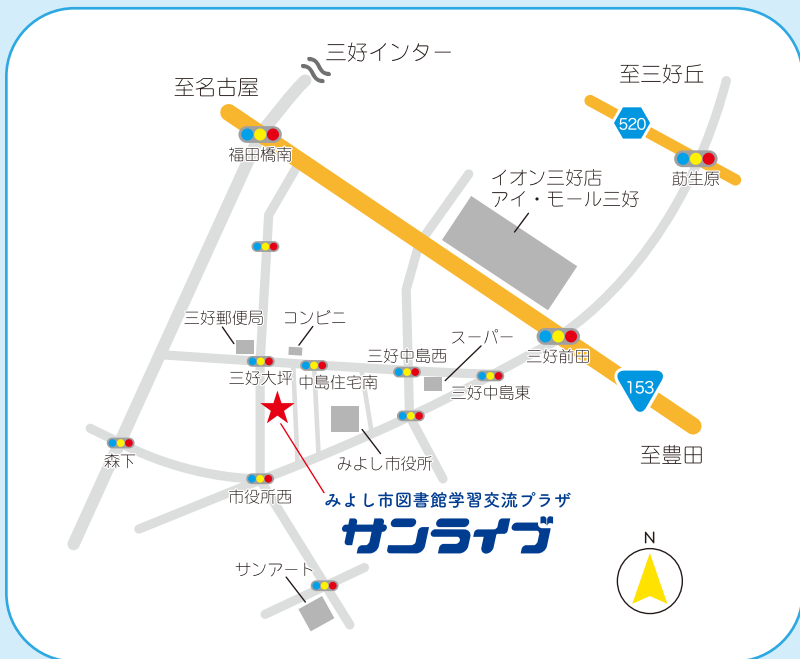 三好インター
至名古屋
至三好丘
520
福田橋南
莇生原
イオン三好店
アイ・モール三好
三好郵便局
コンビニ
スーパー
三好中島西
三好前田
三好大坪
中島住宅南
三好中島東
153
至豊田
みよし市役所
森下
市役所西
みよし市図書館学習交流プラザ
サンライブ
サンアート
N